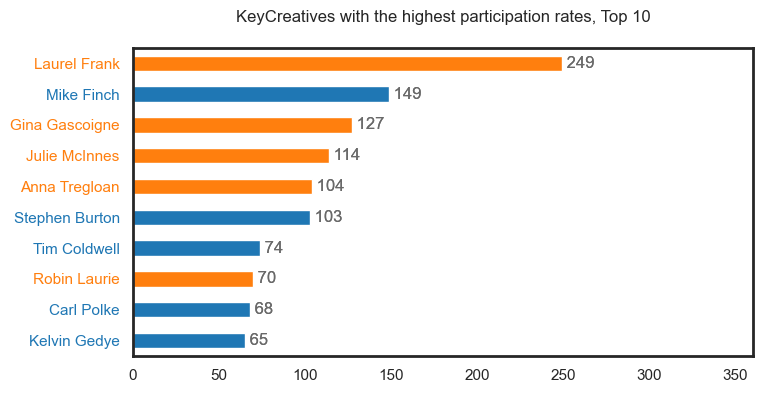 KeyCreatives with the highest participation rates, Top 10
Laurel Frank 249
Mike Finch 149
Gina Gascoigne 127
Julie McInnes 114
Anna Tregloan 104
Stephen Burton 103
Tim Coldwell 74
Robin Laurie 70
Carl Polke 68
Kelvin Gedye 65
0 50 100 150 200 250 300 350